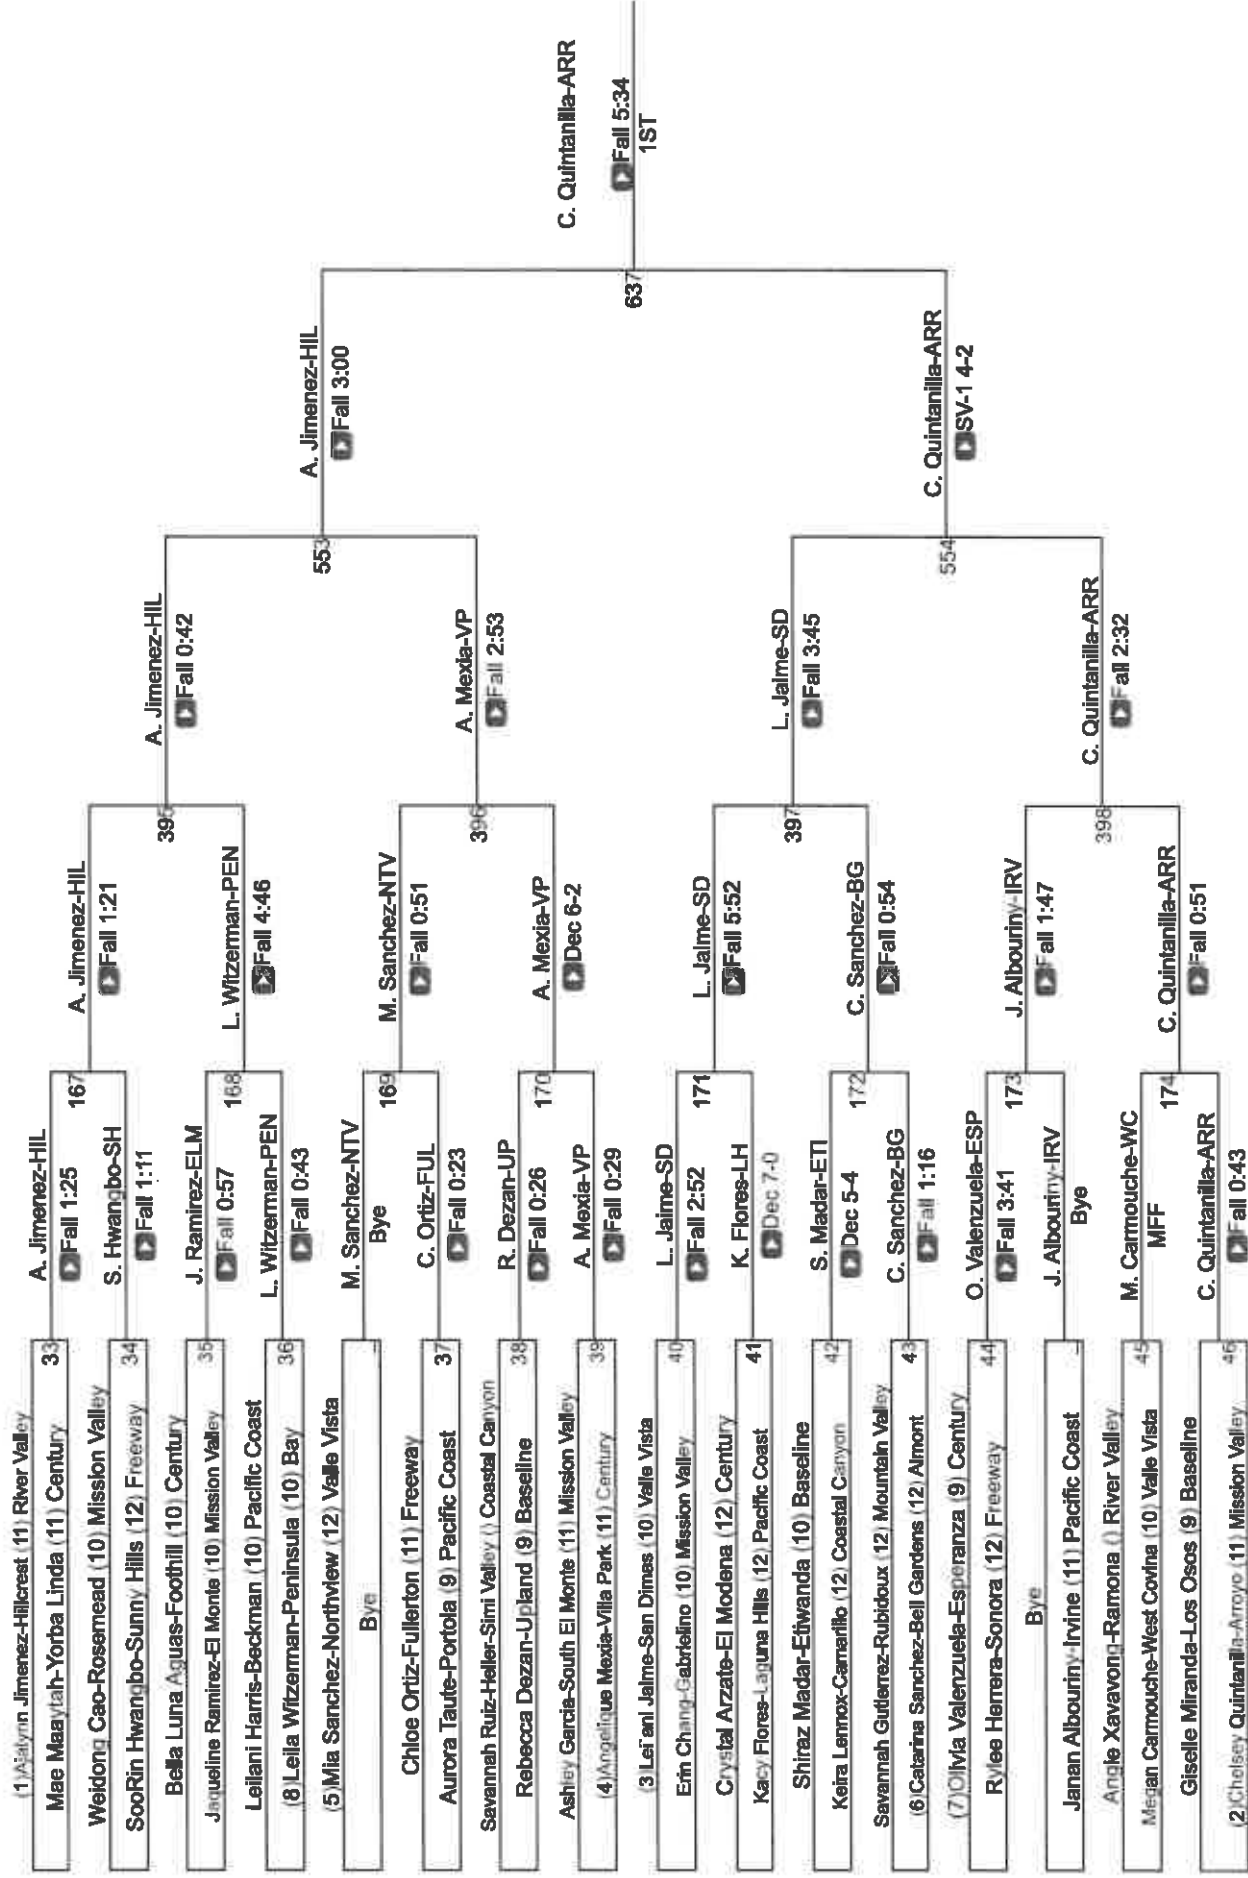 (1)Atalynn Jimenez-Hillcrest (11) River Valley
33
Mae Maaytah-Yorba Linda (11) Century
Weidong Cao-Rosemead (10) Mission Valley
34
SooRin Hwangbo-Sunny Hills (12) Freeway
Bella Luna Aguas-Foothill (10) Century
35
Jaqueline Ramirez-El Monte (10) Mission Valley
Leilani Harris-Beckman (10) Pacific Coast
36
(8)Leila Witzerman-Peninsula (10) Bay
(5)Mia Sanchez-Northview (12) Valle Vista
Bye
Chloe Ortiz-Fullerton (11) Freeway
37
Aurora Taute-Portola (9) Pacific Coast
Savannah Ruiz-Heller-Simi Valley () Coastal Canyon
38
Rebecca Dezan-Upland (9) Baseline
Ashley Garcia-South El Monte (11) Mission Valley
39
(4)Angelique Mexia-Villa Park (11) Century
(3)Lei'ani Jaime-San Dimas (10) Valle Vista
40
Erin Chang-Gabrielino (10) Mission Valley
Crystal Arzate-El Modena (12) Century
41
Kacy Flores-Laguna Hills (12) Pacific Coast
Shiraz Madar-Etiwanda (10) Baseline
42
Keira Lennox-Camarillo (12) Coastal Canyon
Savannah Gutierrez-Rubidoux (12) Mountain Valley
43
(6)Catarina Sanchez-Bell Gardens (12) Almont
(7)Olivia Valenzuela-Esperanza (9) Century
44
Rylee Herrera-Sonora (12) Freeway
Bye
Janan Albouriny-Irvine (11) Pacific Coast
Angie Xavavong-Ramona () River Valley
45
Megan Carmouche-West Covina (10) Valle Vista
Giselle Miranda-Los Osos (9) Baseline
46
(2)Chelsey Quintanilla-Arroyo (11) Mission Valley
A. Jimenez-HIL
Fall 1:25
167
S. Hwangbo-SH
Fall 1:11
J. Ramirez-ELM
Fall 0:57
168
L. Witzerman-PEN
Fall 0:43
M. Sanchez-NTV
Bye
169
C. Ortiz-FUL
Fall 0:23
R. Dezan-UP
Fall 0:26
170
A. Mexia-VP
Fall 0:29
L. Jaime-SD
Fall 2:52
171
K. Flores-LH
Dec 7-0
S. Madar-ETI
Dec 5-4
172
C. Sanchez-BG
Fall 1:16
O. Valenzuela-ESP
Fall 3:41
173
J. Albouriny-IRV
Bye
M. Carmouche-WC
MFF
174
C. Quintanilla-ARR
Fall 0:43
A. Jimenez-HIL
Fall 1:21
395
L. Witzerman-PEN
Fall 4:46
M. Sanchez-NTV
Fall 0:51
396
A. Mexia-VP
Dec 6-2
L. Jaime-SD
Fall 5:52
397
C. Sanchez-BG
Fall 0:54
J. Albouriny-IRV
Fall 1:47
398
C. Quintanilla-ARR
Fall 0:51
A. Jimenez-HIL
Fall 0:42
553
A. Mexia-VP
Fall 2:53
L. Jaime-SD
Fall 3:45
554
C. Quintanilla-ARR
Fall 2:32
A. Jimenez-HIL
Fall 3:00
637
C. Quintanilla-ARR
SV-1 4-2
C. Quintanilla-ARR
Fall 5:34
1ST